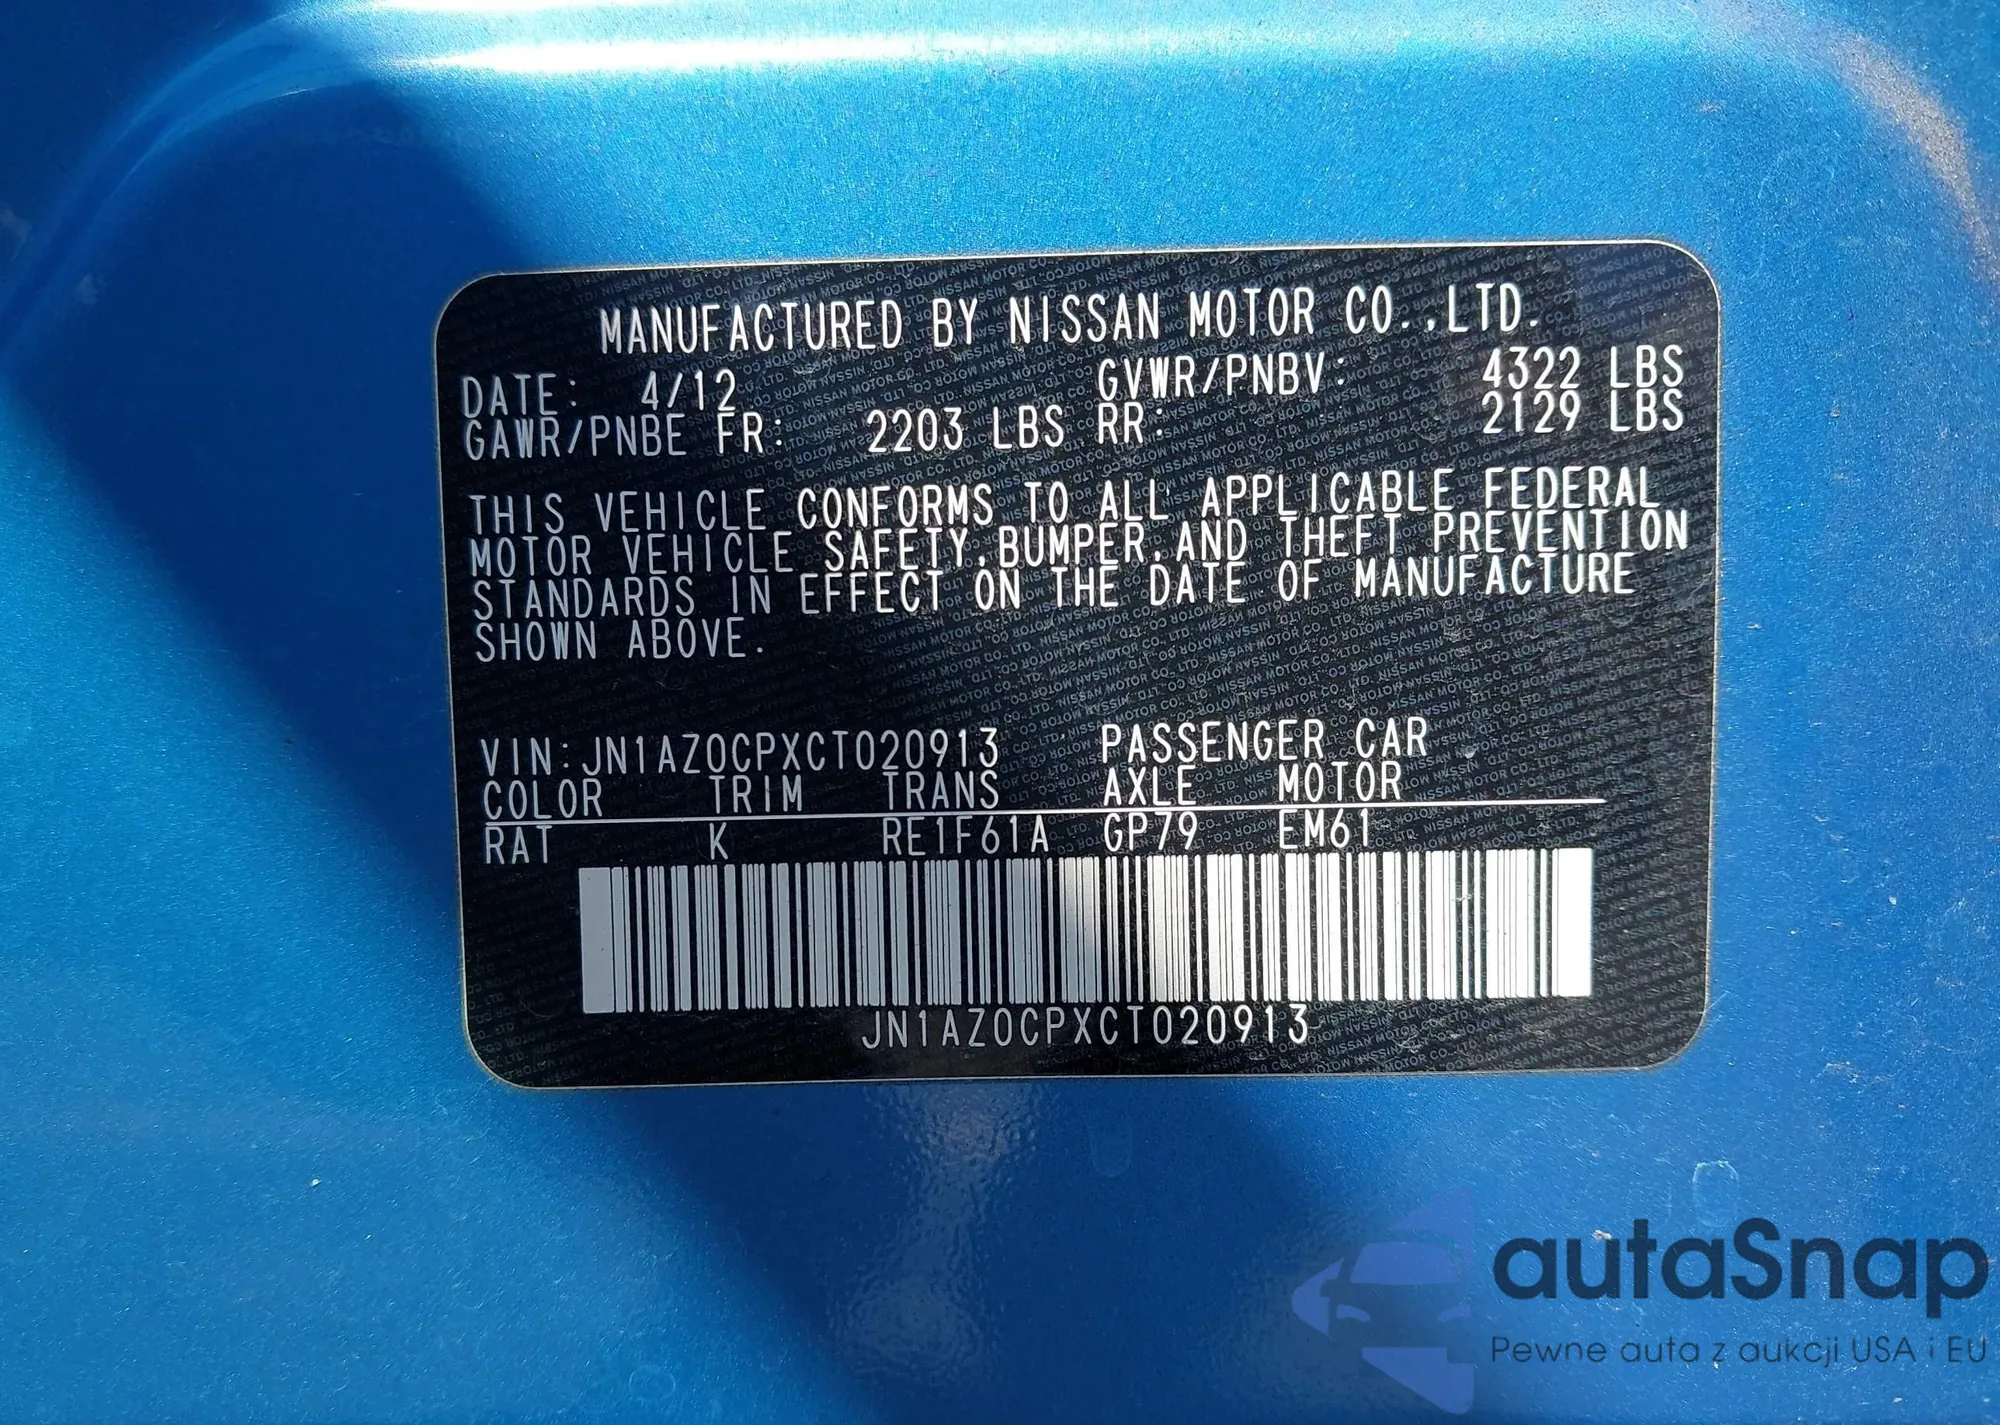 MANUFACTURED BY NISSAN MOTOR CO.,LTD.
DATE: 4/12 GVWR/PNBV: 4322 LBS
GAWR/PNBE FR: 2203 LBS RR: 2129 LBS
THIS VEHICLE CONFORMS TO ALL APPLICABLE FEDERAL
MOTOR VEHICLE SAFETY,BUMPER,AND THEFT PREVENTION
STANDARDS IN EFFECT ON THE DATE OF MANUFACTURE
SHOWN ABOVE.
VIN:JN1AZ0CPXCT020913 PASSENGER CAR
COLOR TRIM TRANS AXLE MOTOR
RAT K RE1F61A GP79 EM61
JN1AZ0CPXCT020913
autaSnap
Pewne auta z aukcji USA i EU